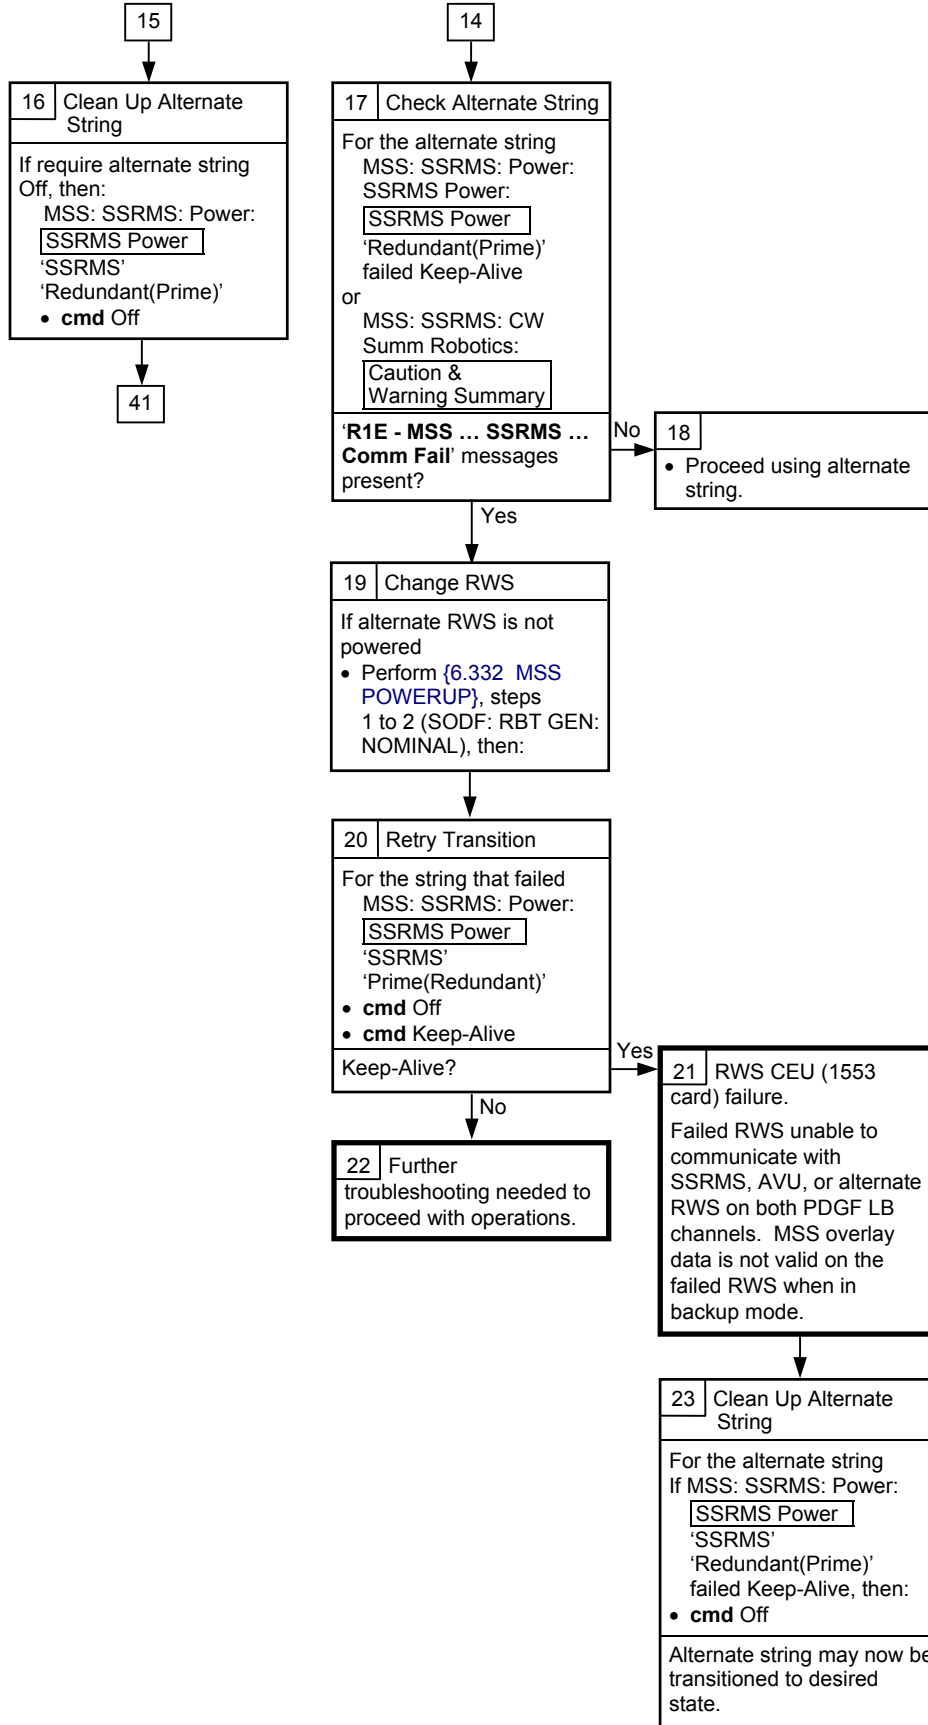 15
16 Clean Up Alternate
String
If require alternate string
Off, then:
MSS: SSRMS: Power:
SSRMS Power
‘SSRMS’
‘Redundant(Prime)’
• cmd Off
41
14
17 Check Alternate String
For the alternate string
MSS: SSRMS: Power:
SSRMS Power:
SSRMS Power
‘Redundant(Prime)’
failed Keep-Alive
or
MSS: SSRMS: CW
Summ Robotics:
Caution &
Warning Summary
‘R1E - MSS … SSRMS …
Comm Fail’ messages
present?
No
18
• Proceed using alternate
string.
Yes
19 Change RWS
If alternate RWS is not
powered
• Perform {6.332 MSS
POWERUP}, steps
1 to 2 (SODF: RBT GEN:
NOMINAL), then:
20 Retry Transition
For the string that failed
MSS: SSRMS: Power:
SSRMS Power
‘SSRMS’
‘Prime(Redundant)’
• cmd Off
• cmd Keep-Alive
Keep-Alive?
Yes
No
22 Further
troubleshooting needed to
proceed with operations.
21 RWS CEU (1553
card) failure.
Failed RWS unable to
communicate with
SSRMS, AVU, or alternate
RWS on both PDGF LB
channels. MSS overlay
data is not valid on the
failed RWS when in
backup mode.
23 Clean Up Alternate
String
For the alternate string
If MSS: SSRMS: Power:
SSRMS Power
‘SSRMS’
‘Redundant(Prime)’
failed Keep-Alive, then:
• cmd Off
Alternate string may now be
transitioned to desired
state.